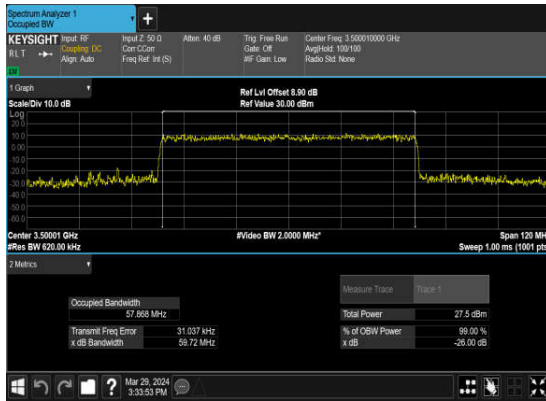 Spectrum Analyzer 1
Occupied BW
+
KEYSIGHT Input: RF Input Z: 50 Ω Atten: 40 dB Trig: Free Run Center Freq: 3.500010000 GHz
RLT Coupling: DC Corr CCorr Gate: Off Avg|Hold: 100/100
Align: Auto Freq Ref: Int (S) #IF Gain: Low Radio Std: None
1 Graph
Ref Lvl Offset 8.90 dB
Scale/Div 10.0 dB Ref Value 30.00 dBm
Log
20.0
10.0
0.00
-10.0
-20.0
-30.0
-40.0
-50.0
-60.0
Center 3.50001 GHz #Video BW 2.0000 MHz* Span 120 MH
#Res BW 620.00 kHz Sweep 1.00 ms (1001 pts
2 Metrics
Measure Trace Trace 1
Occupied Bandwidth
57.868 MHz Total Power 27.5 dBm
Transmit Freq Error 31.037 kHz % of OBW Power 99.00 %
x dB Bandwidth 59.72 MHz x dB -26.00 dB
? Mar 29, 2024
3:33:53 PM